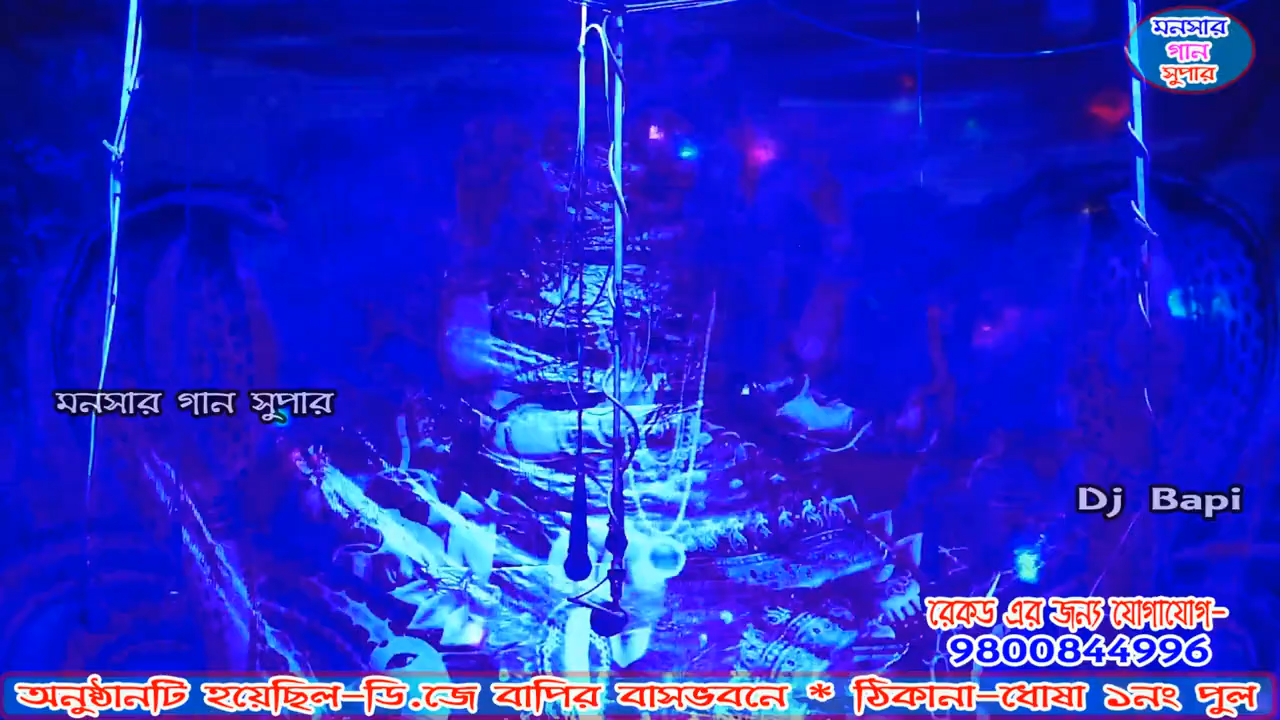 মনসার
গান
সুপার
মনসার গান সুপার
Dj Bapi
রেকড এর জন্য যোগাযোগ-
9800844996
অনুষ্ঠানটি হয়েছিল-ডি.জে বাপির বাসভবনে * ঠিকানা-ধোষা ১নং পুল